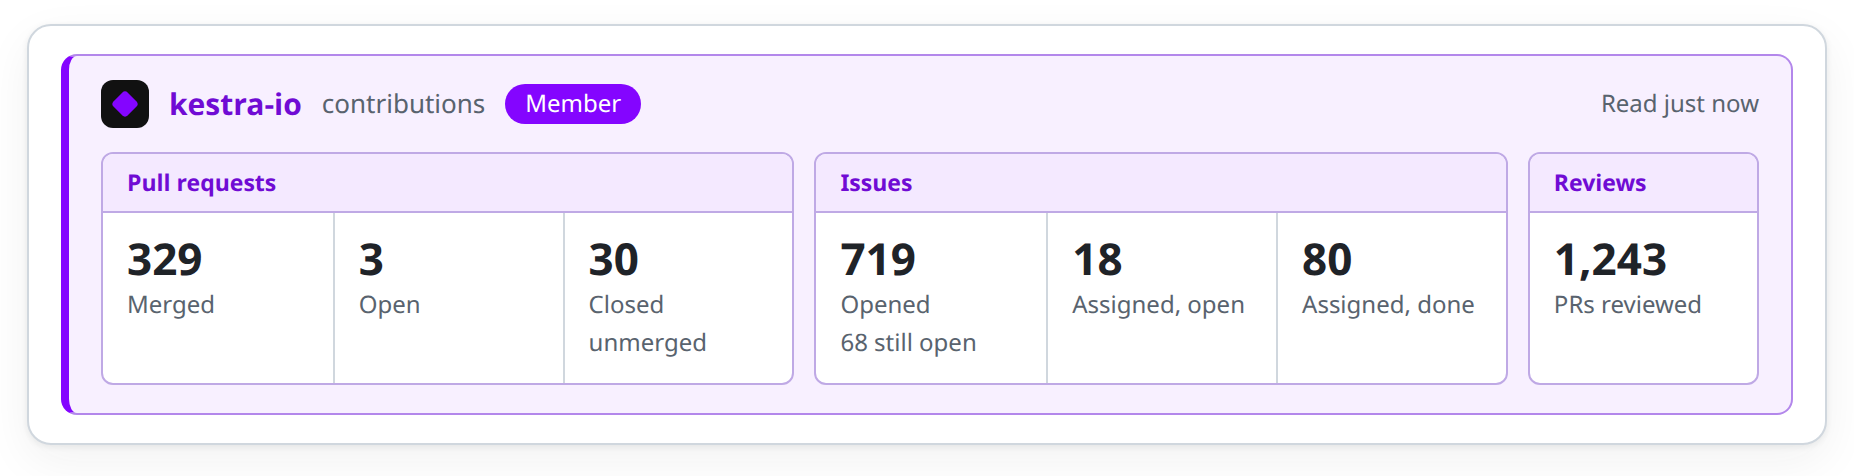 kestra-io contributions Member
Read just now
Pull requests
329
Merged
3
Open
30
Closed
unmerged
Issues
719
Opened
68 still open
18
Assigned, open
80
Assigned, done
Reviews
1,243
PRs reviewed